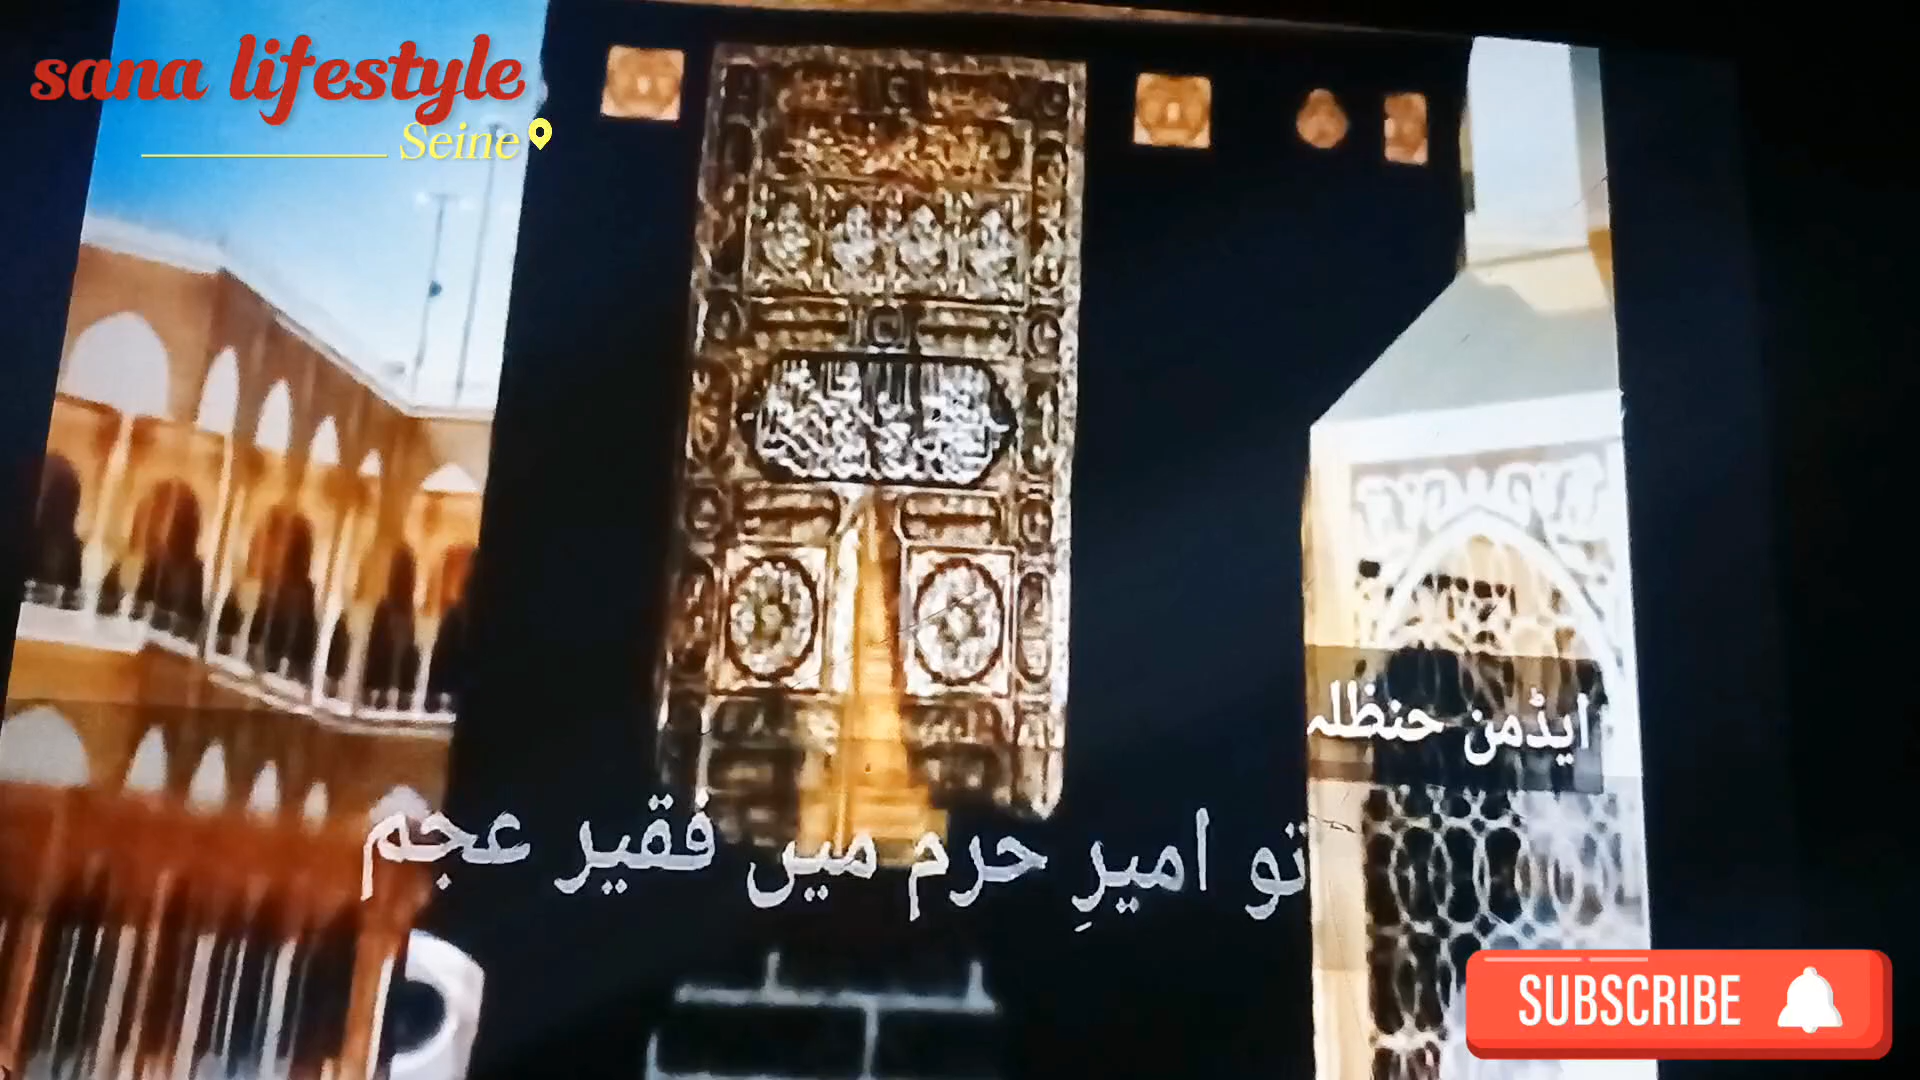 sana lifestyle
Seine
ایڈمن حنظلہ
تو امیرِ حرم میں فقیر عجم
SUBSCRIBE